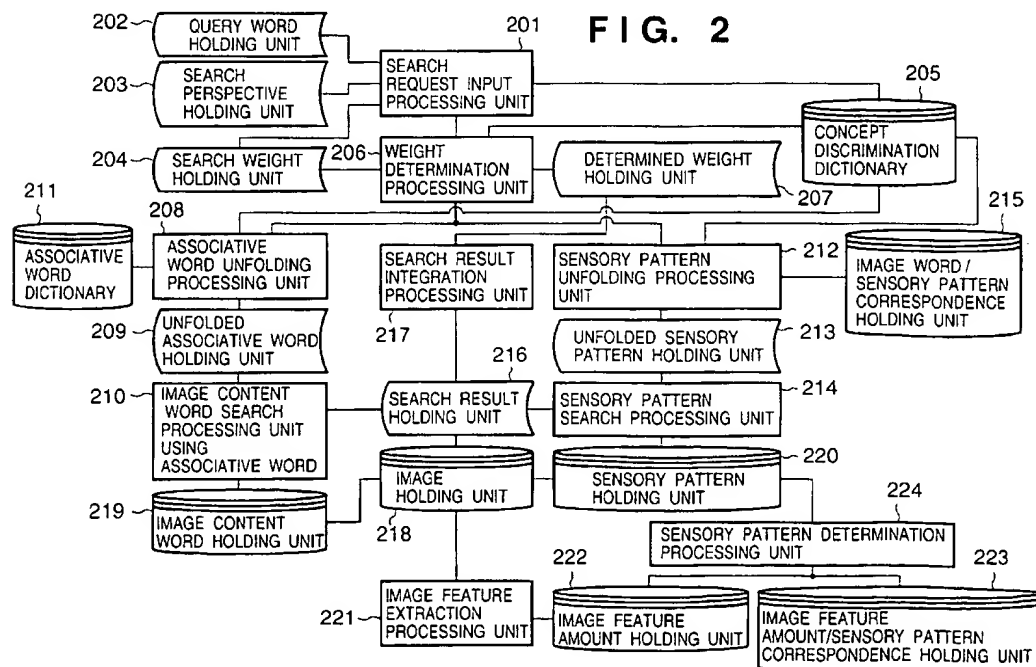 FIG. 2
202
QUERY WORD
HOLDING UNIT
201
SEARCH
REQUEST INPUT
PROCESSING UNIT
203
SEARCH
PERSPECTIVE
HOLDING UNIT
205
CONCEPT
DISCRIMINATION
DICTIONARY
204
SEARCH WEIGHT
HOLDING UNIT
206
WEIGHT
DETERMINATION
PROCESSING UNIT
DETERMINED WEIGHT
HOLDING UNIT
207
211
ASSOCIATIVE
WORD
DICTIONARY
208
ASSOCIATIVE
WORD UNFOLDING
PROCESSING UNIT
SEARCH RESULT
INTEGRATION
PROCESSING UNIT
217
SENSORY PATTERN
UNFOLDING PROCESSING
UNIT
212
215
IMAGE WORD/
SENSORY PATTERN
CORRESPONDENCE
HOLDING UNIT
209
UNFOLDED
ASSOCIATIVE WORD
HOLDING UNIT
UNFOLDED SENSORY
PATTERN HOLDING UNIT
213
210
IMAGE CONTENT
WORD SEARCH
PROCESSING UNIT
USING
ASSOCIATIVE WORD
216
SEARCH RESULT
HOLDING UNIT
SENSORY PATTERN
SEARCH PROCESSING UNIT
214
219
IMAGE CONTENT
WORD HOLDING UNIT
IMAGE
HOLDING UNIT
218
SENSORY PATTERN
HOLDING UNIT
220
224
SENSORY PATTERN DETERMINATION
PROCESSING UNIT
221
IMAGE FEATURE
EXTRACTION
PROCESSING UNIT
222
IMAGE FEATURE
AMOUNT HOLDING UNIT
223
IMAGE FEATURE
AMOUNT/SENSORY PATTERN
CORRESPONDENCE HOLDING UNIT